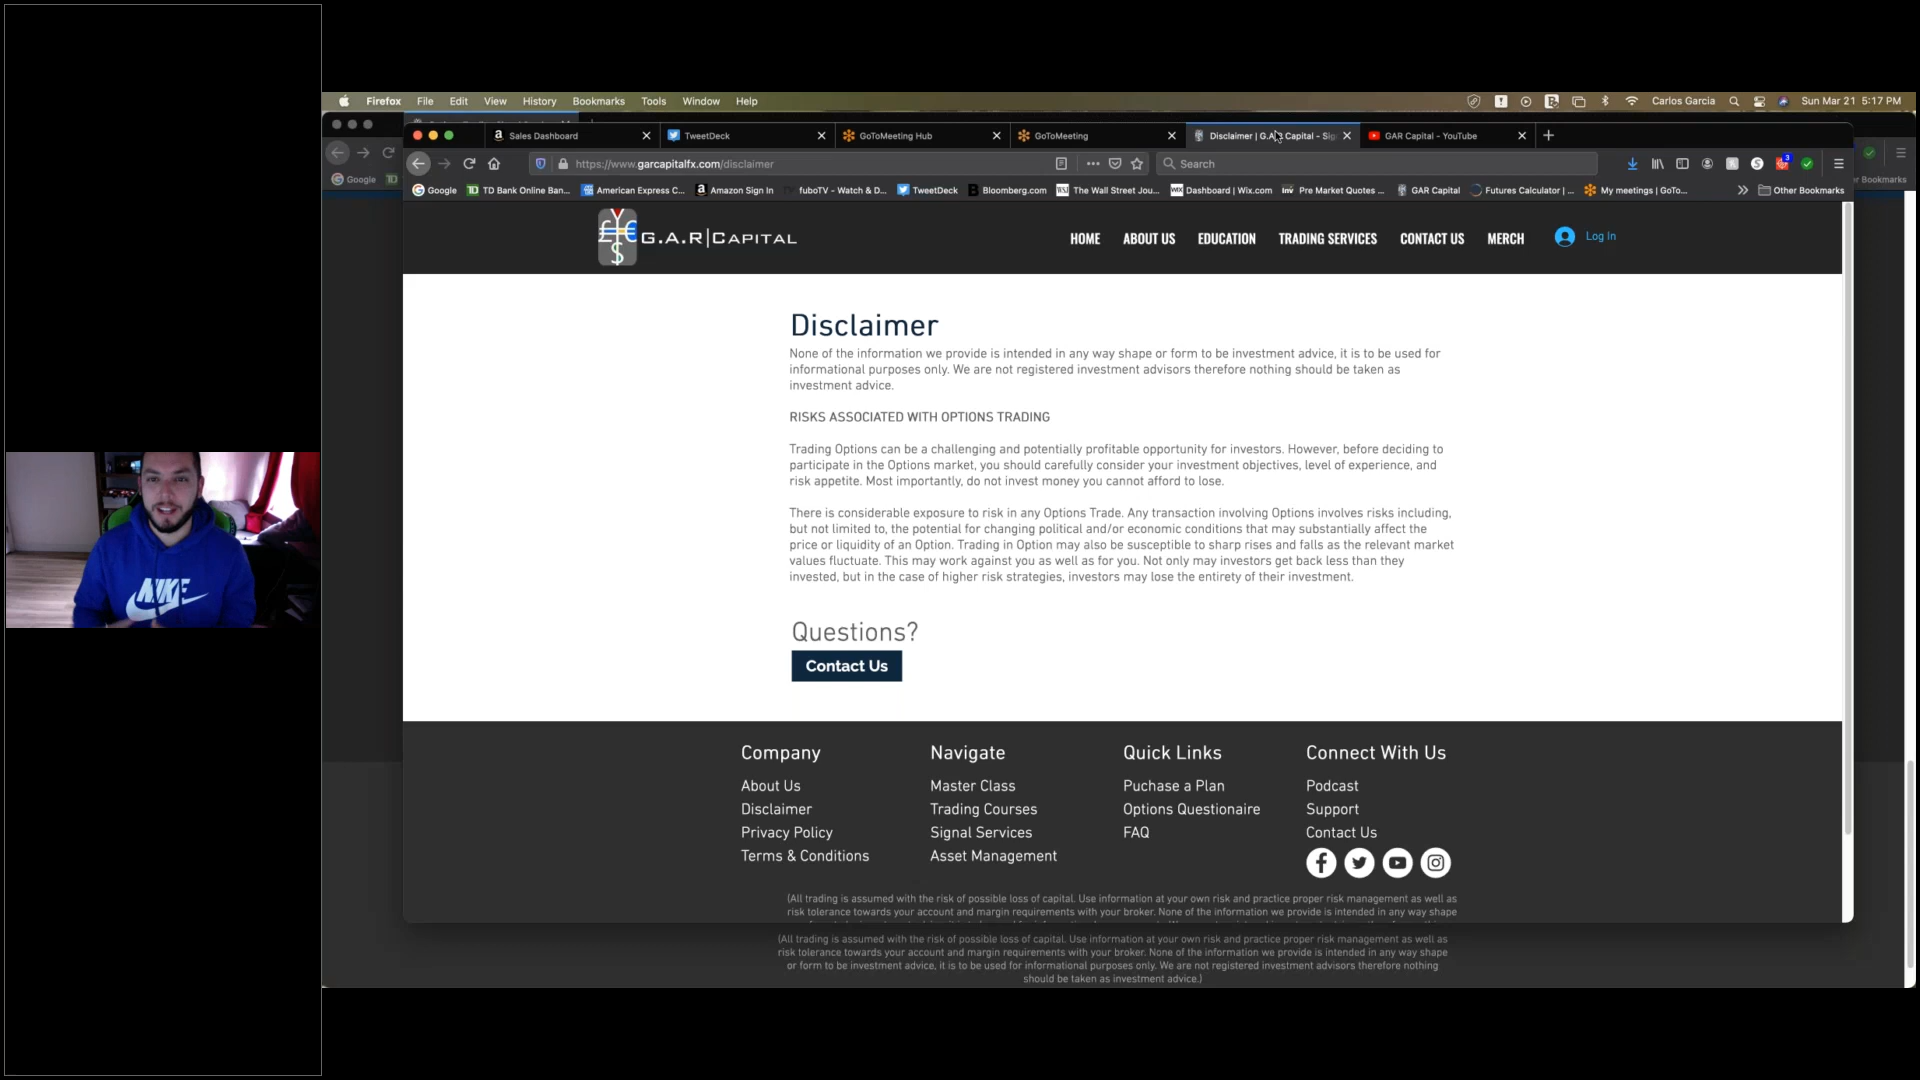 Firefox File Edit View History Bookmarks Tools Window Help Carlos Garcia Sun Mar 21 5:17 PM
Sales Dashboard TweetDeck GoToMeeting Hub GoToMeeting Disclaimer | G.A.R Capital - Sig GAR Capital - YouTube
https://www.garcapitalfx.com/disclaimer Search
Google TD Bank Online Ban... American Express C... Amazon Sign In fuboTV - Watch & D... TweetDeck Bloomberg.com The Wall Street Jou... Dashboard | Wix.com Pre Market Quotes ... GAR Capital Futures Calculator | ... My meetings | GoTo... Other Bookmarks
Google TD r Bookmarks
G.A.R|CAPITAL
HOME ABOUT US EDUCATION TRADING SERVICES CONTACT US MERCH Log In
Disclaimer
None of the information we provide is intended in any way shape or form to be investment advice, it is to be used for
informational purposes only. We are not registered investment advisors therefore nothing should be taken as
investment advice.
RISKS ASSOCIATED WITH OPTIONS TRADING
Trading Options can be a challenging and potentially profitable opportunity for investors. However, before deciding to
participate in the Options market, you should carefully consider your investment objectives, level of experience, and
risk appetite. Most importantly, do not invest money you cannot afford to lose.
There is considerable exposure to risk in any Options Trade. Any transaction involving Options involves risks including,
but not limited to, the potential for changing political and/or economic conditions that may substantially affect the
price or liquidity of an Option. Trading in Option may also be susceptible to sharp rises and falls as the relevant market
values fluctuate. This may work against you as well as for you. Not only may investors get back less than they
invested, but in the case of higher risk strategies, investors may lose the entirety of their investment.
NIKE
Questions?
Contact Us
Company Navigate Quick Links Connect With Us
About Us Master Class Puchase a Plan Podcast
Disclaimer Trading Courses Options Questionaire Support
Privacy Policy Signal Services FAQ Contact Us
Terms & Conditions Asset Management
(All trading is assumed with the risk of possible loss of capital. Use information at your own risk and practice proper risk management as well as
risk tolerance towards your account and margin requirements with your broker. None of the information we provide is intended in any way shape
(All trading is assumed with the risk of possible loss of capital. Use information at your own risk and practice proper risk management as well as
risk tolerance towards your account and margin requirements with your broker. None of the information we provide is intended in any way shape
or form to be investment advice, it is to be used for informational purposes only. We are not registered investment advisors therefore nothing
should be taken as investment advice.)